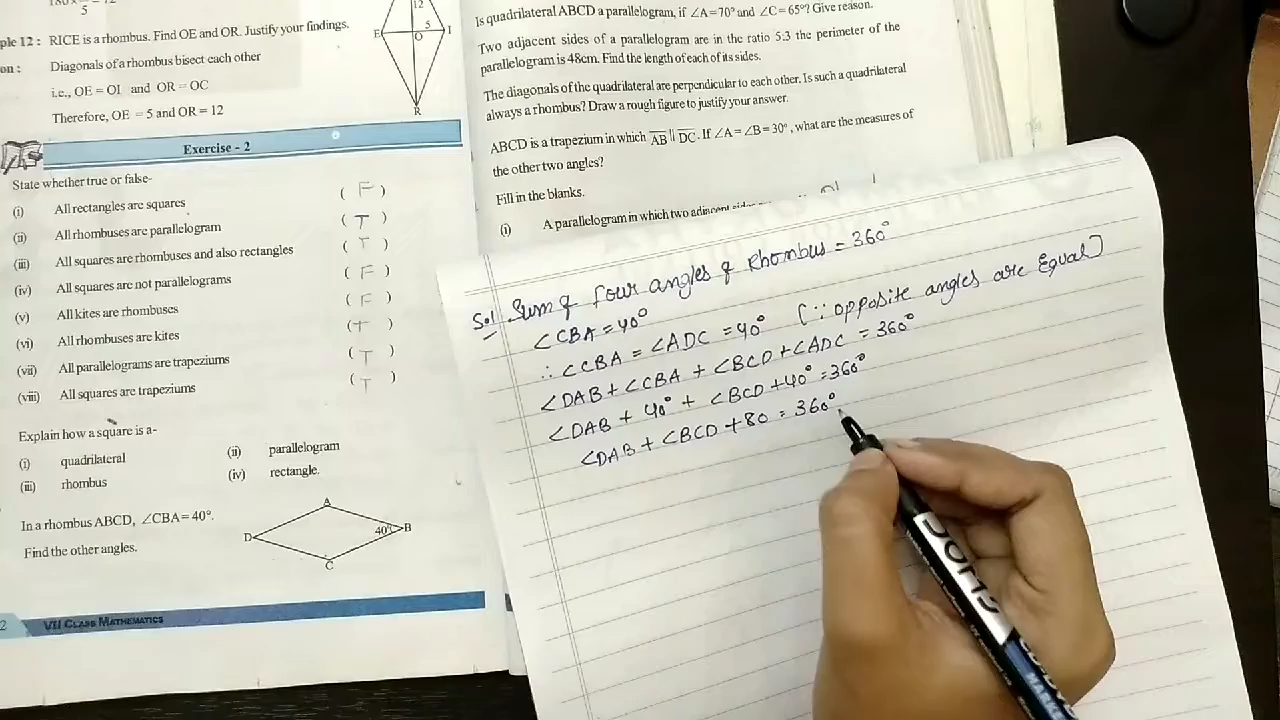 5
ple 12 : RICE is a rhombus. Find OE and OR. Justify your findings.
on : Diagonals of a rhombus bisect each other
i.e., OE = OI and OR = OC
Therefore, OE = 5 and OR = 12
12
5
E O I
R
Exercise - 2
State whether true or false-
(i) All rectangles are squares ( F )
(ii) All rhombuses are parallelogram ( T )
(iii) All squares are rhombuses and also rectangles ( T )
(iv) All squares are not parallelograms ( F )
(v) All kites are rhombuses ( F )
(vi) All rhombuses are kites ( T )
(vii) All parallelograms are trapeziums ( T )
(viii) All squares are trapeziums ( T )
Explain how a square is a-
(i) quadrilateral (ii) parallelogram
(iii) rhombus (iv) rectangle.
In a rhombus ABCD, ∠CBA = 40°.
Find the other angles.
A
D 40° B
C
2 VII Class Mathematics
Is quadrilateral ABCD a parallelogram, if ∠A = 70° and ∠C = 65°? Give reason.
Two adjacent sides of a parallelogram are in the ratio 5:3 the perimeter of the
parallelogram is 48cm. Find the length of each of its sides.
The diagonals of the quadrilateral are perpendicular to each other. Is such a quadrilateral
always a rhombus? Draw a rough figure to justify your answer.
ABCD is a trapezium in which AB || DC. If ∠A = ∠B = 30°, what are the measures of
the other two angles?
Fill in the blanks.
(i) A parallelogram in which two adjacent sides
Sol Sum of four angles of Rhombus = 360°
∠CBA = 40°
∴ ∠CBA = ∠ADC = 40° [∵ opposite angles are Equal]
∠DAB + ∠CBA + ∠BCD + ∠ADC = 360°
∠DAB + 40° + ∠BCD + 40° = 360°
∠DAB + ∠BCD + 80 = 360°
DOMS